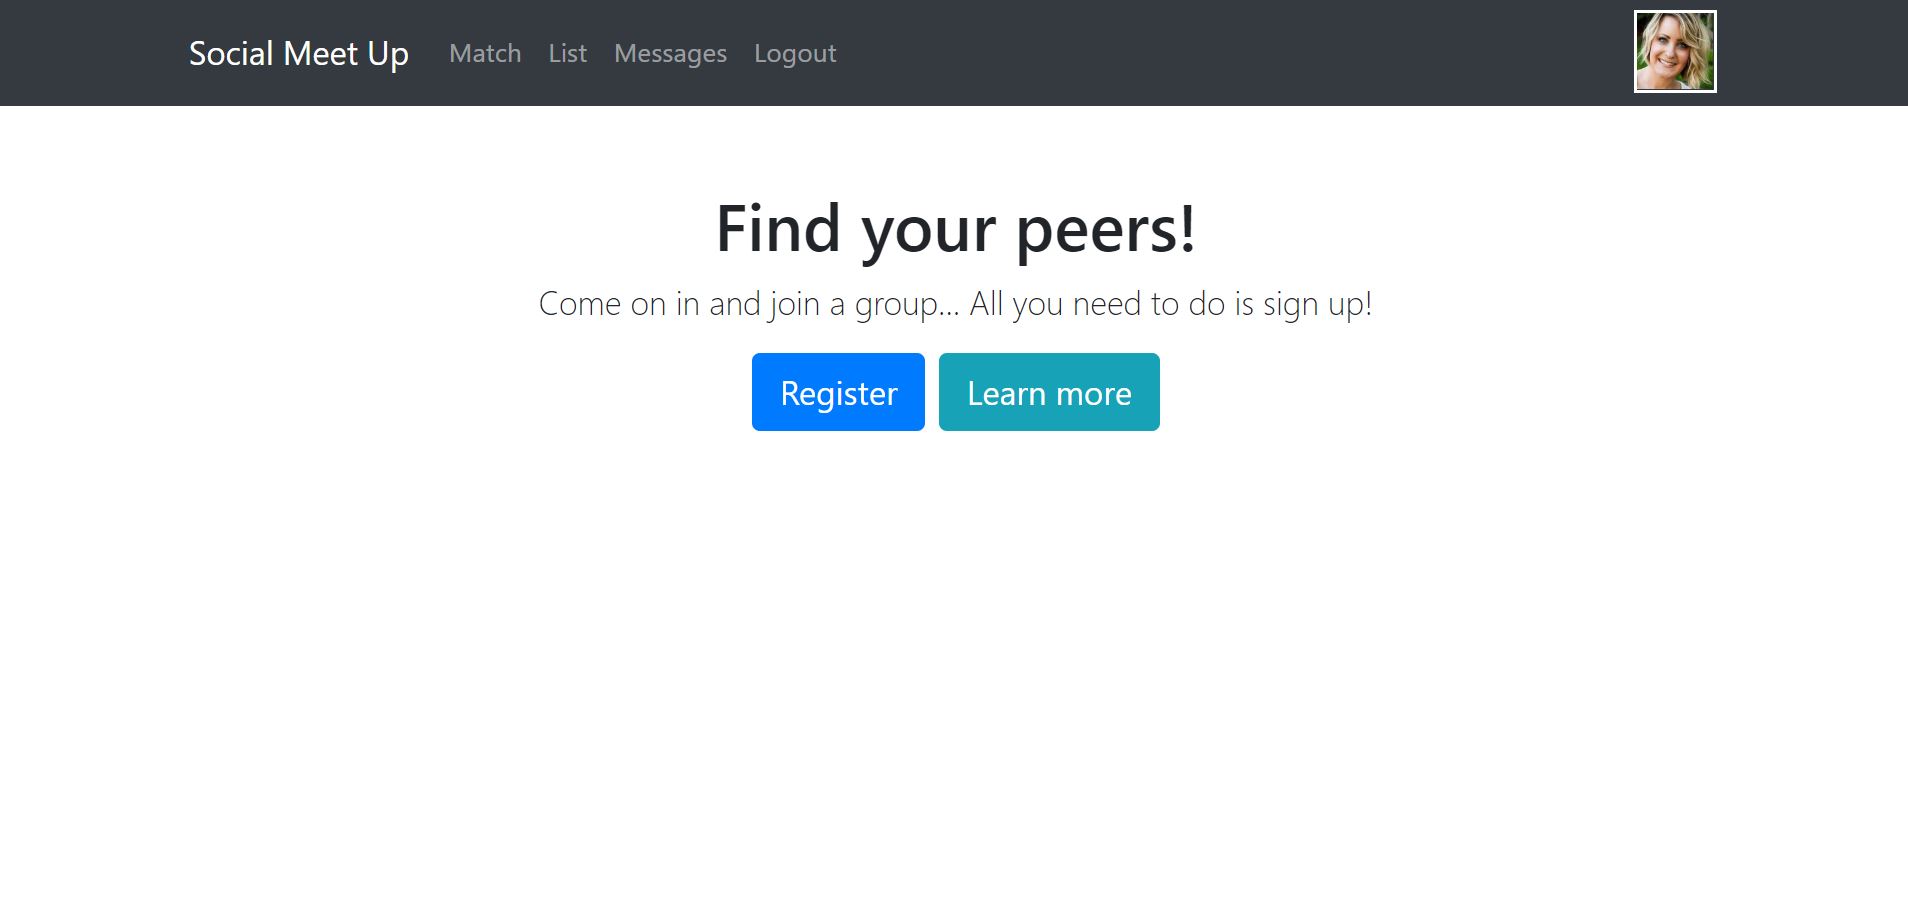 Social Meet Up Match List Messages Logout
Find your peers!
Come on in and join a group... All you need to do is sign up!
Register Learn more